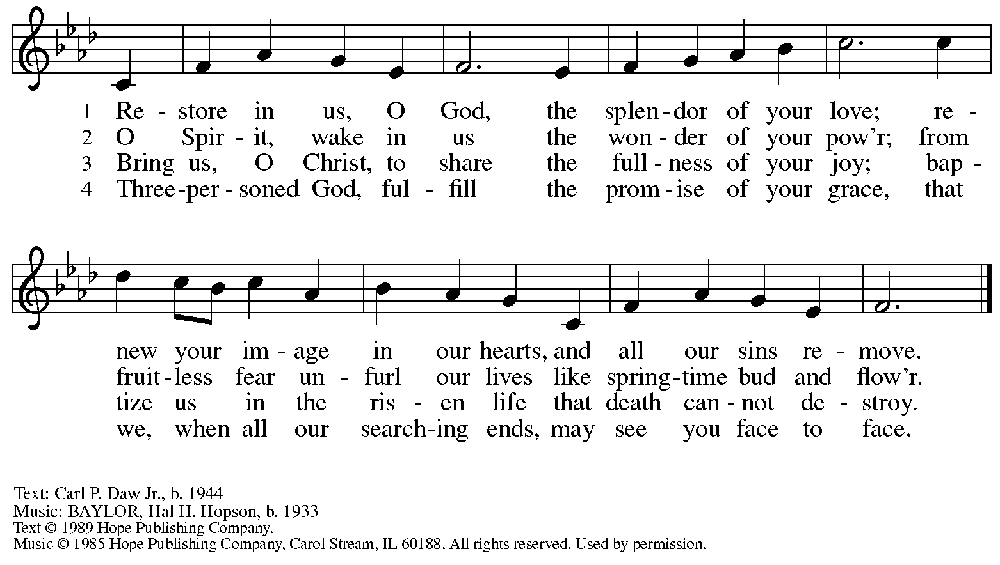 1 Re - store in us, O God, the splen - dor of your love; re -
2 O Spir - it, wake in us the won - der of your pow'r; from
3 Bring us, O Christ, to share the full - ness of your joy; bap -
4 Three - per - soned God, ful - fill the prom - ise of your grace, that
new your im - age in our hearts, and all our sins re - move.
fruit - less fear un - furl our lives like spring - time bud and flow'r.
tize us in the ris - en life that death can - not de - stroy.
we, when all our search - ing ends, may see you face to face.
Text: Carl P. Daw Jr., b. 1944
Music: BAYLOR, Hal H. Hopson, b. 1933
Text © 1989 Hope Publishing Company.
Music © 1985 Hope Publishing Company, Carol Stream, IL 60188. All rights reserved. Used by permission.